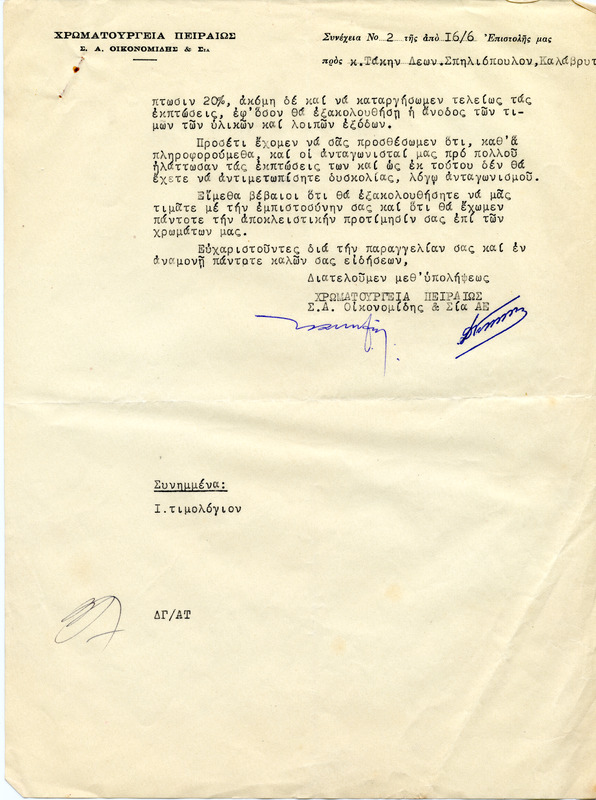 ΧΡΩΜΑΤΟΥΡΓΕΙΑ ΠΕΙΡΑΙΩΣ
Σ. Α. ΟΙΚΟΝΟΜΙΔΗΣ & Σια
Συνέχεια Νο 2 τῆς ἀπό 16/6 Ἐπιστολῆς μας
πρὸς κ.Τάκην Λεων.Σπηλιόπουλον,Καλάβρυτ
πτωσιν 20%, ἀκόμη δέ καί νά καταργήσωμεν τελείως τάς
ἐκπτώσεις, ἐφ'ὅσον θά ἐξακολουθήσῃ ἡ ἄνοδος τῶν τι-
μῶν τῶν ὑλικῶν καί λοιπῶν ἐξόδων.
Προσέτι ἔχομεν νά σᾶς προσθέσωμεν ὅτι, καθ'ἅ
πληροφορούμεθα, καί οἱ ἀνταγωνισταί μας πρό πολλοῦ
ἠλάττωσαν τάς ἐκπτώσεις των καί ὡς ἐκ τούτου δέν θά
ἔχετε νά ἀντιμετωπίσητε δυσκολίας, λόγῳ ἀνταγωνισμοῦ.
Εἴμεθα βέβαιοι ὅτι θά ἐξακολουθήσητε νά μᾶς
τιμᾶτε μέ τήν ἐμπιστοσύνην σας καί ὅτι θά ἔχωμεν
πάντοτε τήν ἀποκλειστικήν προτίμησίν σας ἐπί τῶν
χρωμάτων μας.
Εὐχαριστοῦντες διά τήν παραγγελίαν σας καί ἐν
ἀναμονῇ πάντοτε καλῶν σας εἰδήσεων,
Διατελοῦμεν μεθ'ὑπολήψεως
ΧΡΩΜΑΤΟΥΡΓΕΙΑ ΠΕΙΡΑΙΩΣ
Σ.Α. Οἰκονομίδης & Σία ΑΕ
Συνημμένα:
Ι.τιμολόγιον
ΔΓ/ΑΤ